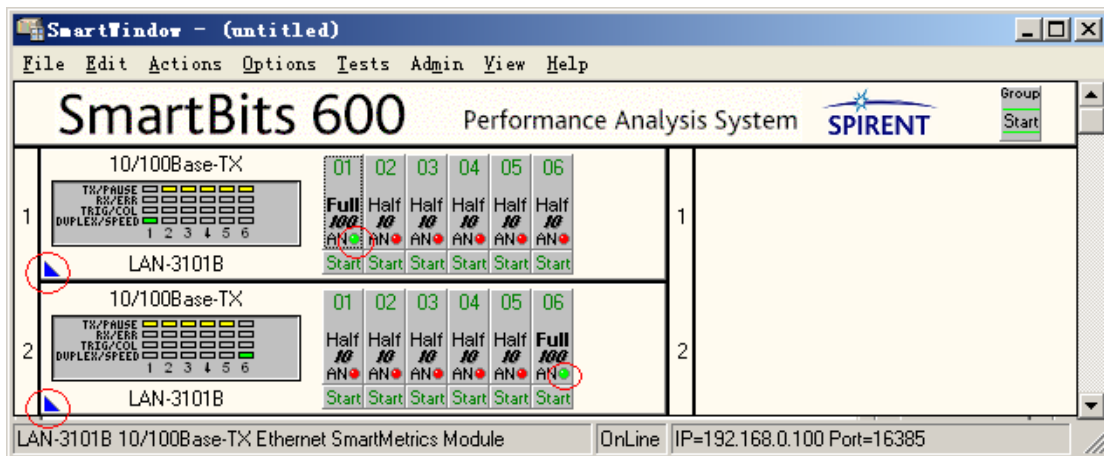 SmartWindow - (untitled)
File Edit Actions Options Tests Admin View Help
SmartBits 600 Performance Analysis System SPIRENT Group Start
10/100Base-TX 01 02 03 04 05 06
TX/PAUSE
RX/ERR
TRIG/COL
DUPLEX/SPEED
1 2 3 4 5 6
Full Half Half Half Half Half
100 10 10 10 10 10
AN AN AN AN AN AN
1 1
LAN-3101B Start Start Start Start Start Start
10/100Base-TX 01 02 03 04 05 06
TX/PAUSE
RX/ERR
TRIG/COL
DUPLEX/SPEED
1 2 3 4 5 6
Half Half Half Half Half Full
10 10 10 10 10 100
AN AN AN AN AN AN
2 2
LAN-3101B Start Start Start Start Start Start
LAN-3101B 10/100Base-TX Ethernet SmartMetrics Module OnLine IP=192.168.0.100 Port=16385